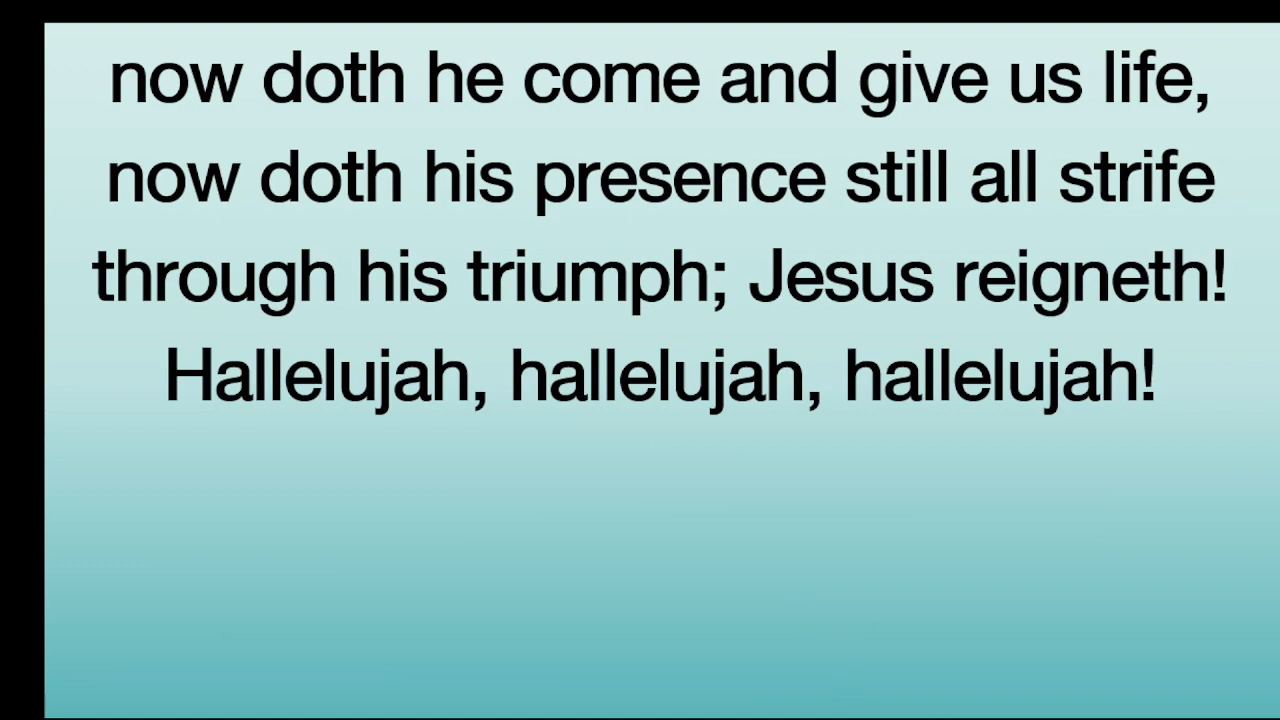 now doth he come and give us life,
now doth his presence still all strife
through his triumph; Jesus reigneth!
Hallelujah, hallelujah, hallelujah!